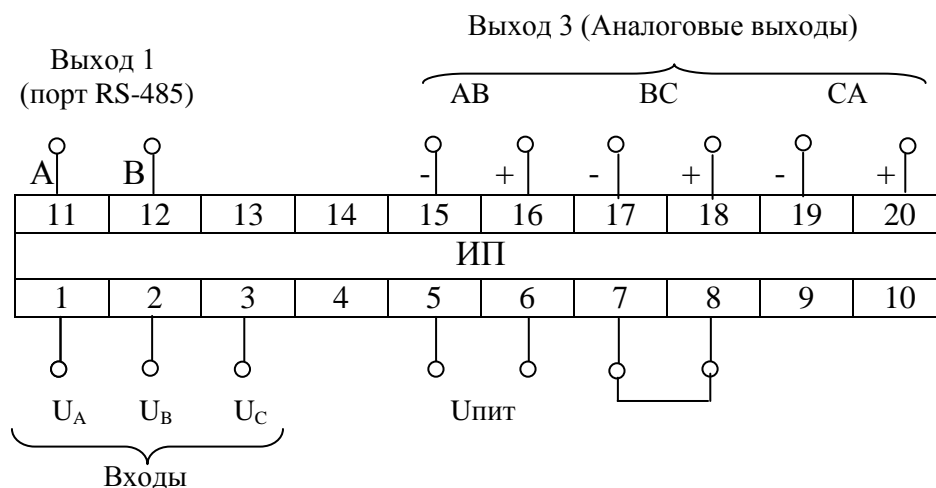 Выход 3 (Аналоговые выходы)
Выход 1
(порт RS-485)
AB BC CA
A B - + - + - +
11 12 13 14 15 16 17 18 19 20
ИП
1 2 3 4 5 6 7 8 9 10
UA UB UC Uпит
Входы